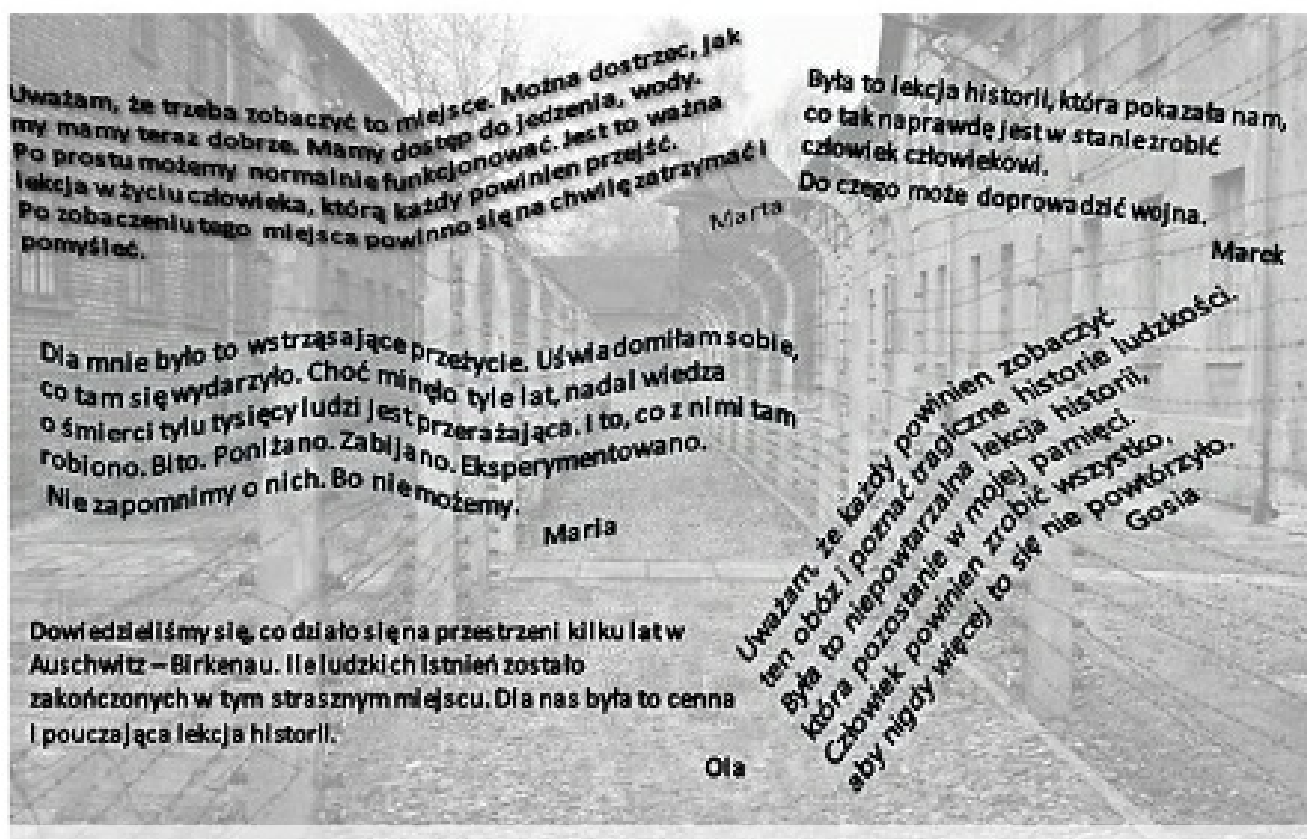 Uważam, że trzeba zobaczyć to miejsce. Można dostrzec, jak
my mamy teraz dobrze. Mamy dostęp do jedzenia, wody.
Po prostu możemy normalnie funkcjonować. Jest to ważna
lekcja w życiu człowieka, którą każdy powinien przejść.
Po zobaczeniu tego miejsca powinno się na chwilę zatrzymać i
pomyśleć.
Marta
Była to lekcja historii, która pokazała nam,
co tak naprawdę jest w stanie zrobić
człowiek człowiekowi.
Do czego może doprowadzić wojna.
Marek
Dla mnie było to wstrząsające przeżycie. Uświadomiłam sobie,
co tam się wydarzyło. Choć minęło tyle lat, nadal wiedza
o śmierci tylu tysięcy ludzi jest przerażająca. I to, co z nimi tam
robiono. Bito. Poniżano. Zabijano. Eksperymentowano.
Nie zapomnimy o nich. Bo nie możemy.
Maria
Uważam, że każdy powinien zobaczyć
ten obóz i poznać tragiczne historie ludzkości.
Była to niepowtarzalna lekcja historii,
która pozostanie w mojej pamięci.
Człowiek powinien zrobić wszystko,
aby nigdy więcej to się nie powtórzyło.
Gosia
Dowiedzieliśmy się, co działo się na przestrzeni kilku lat w
Auschwitz – Birkenau. Ile ludzkich istnień zostało
zakończonych w tym strasznym miejscu. Dla nas była to cenna
i pouczająca lekcja historii.
Ola